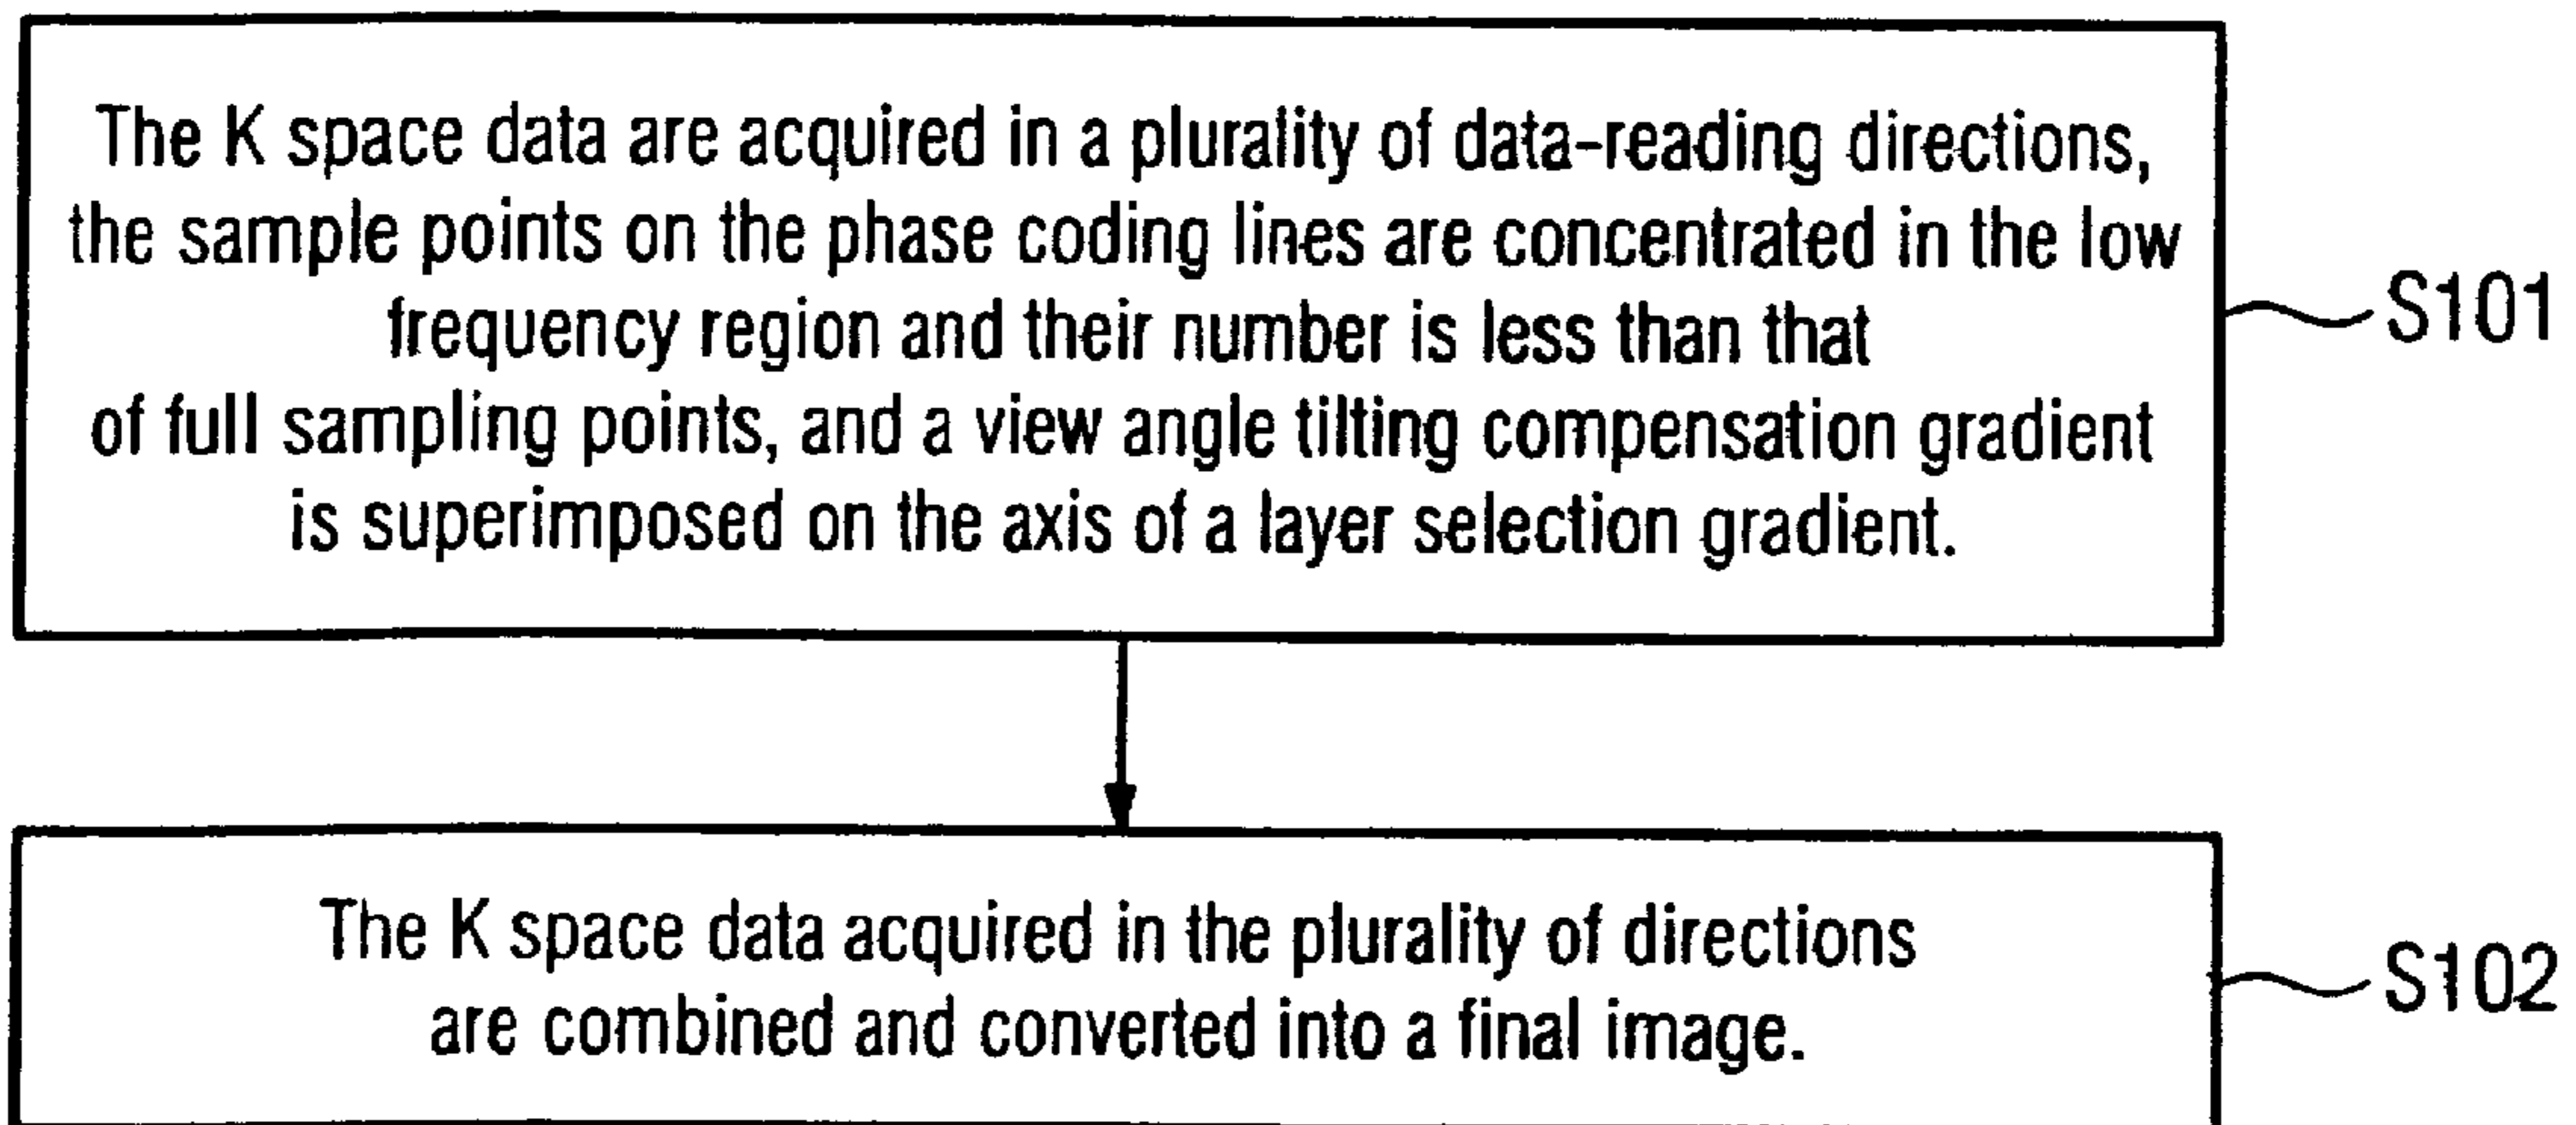 The K space data are acquired in a plurality of data-reading directions,
the sample points on the phase coding lines are concentrated in the low
frequency region and their number is less than that
of full sampling points, and a view angle tilting compensation gradient
is superimposed on the axis of a layer selection gradient.
S101
The K space data acquired in the plurality of directions
are combined and converted into a final image.
S102